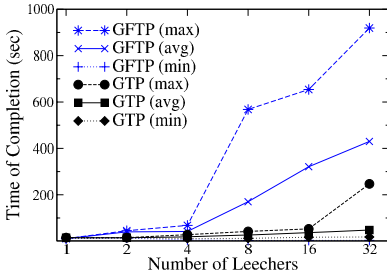 1000
800
600
400
200
Time of Completion (sec)
GFTP (max)
GFTP (avg)
GFTP (min)
GTP (max)
GTP (avg)
GTP (min)
1 2 4 8 16 32
Number of Leechers